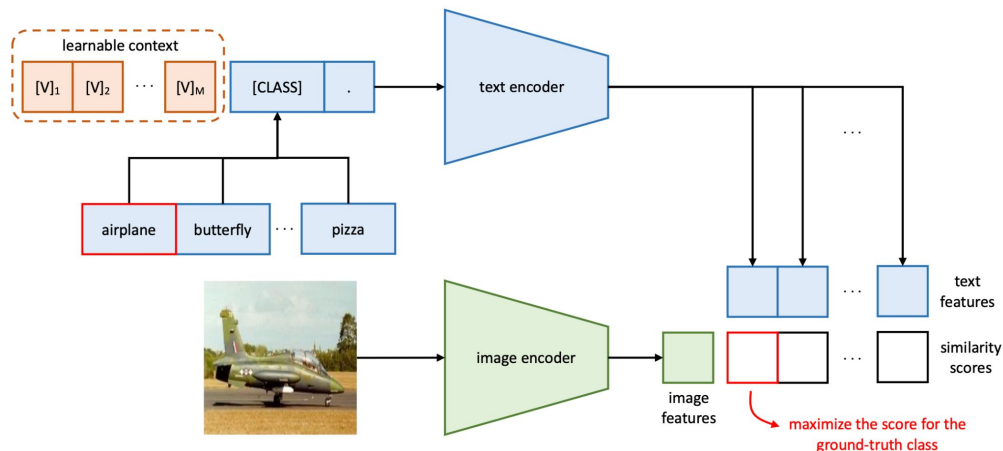 learnable context
[V]₁ [V]₂ ··· [V]ᴍ [CLASS] .
text encoder
···
airplane butterfly ··· pizza
··· text
features
image encoder
··· similarity
scores
image
features
maximize the score for the
ground-truth class